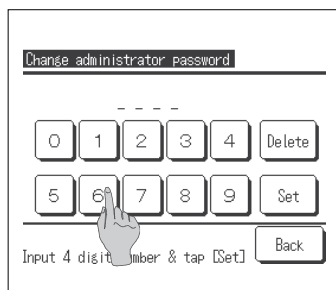 Change administrator password
_ _ _ _
0 1 2 3 4 Delete
5 6 7 8 9 Set
Input 4 digit mber & tap [Set] Back